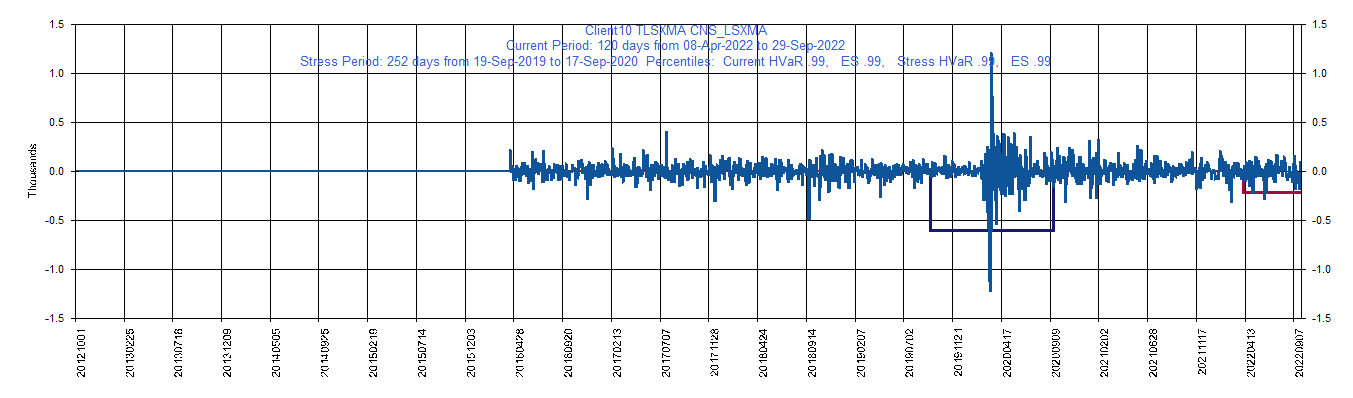 Client10 TLSXMA CNS_LSXMA
Current Period: 120 days from 08-Apr-2022 to 29-Sep-2022
Stress Period: 252 days from 19-Sep-2019 to 17-Sep-2020  Percentiles:  Current HVaR .99,   ES .99,   Stress HVaR .99,   ES .99
1.5 1.5
1.0 1.0
0.5 0.5
0.0 0.0
-0.5 -0.5
-1.0 -1.0
-1.5 -1.5
Thousands
20121001 20130225 20130718 20131209 20140505 20140925 20150219 20150714 20151203 20160428 20160920 20170213 20170707 20171128 20180424 20180914 20190207 20190702 20191121 20200417 20200909 20210202 20210628 20211117 20220413 20220907